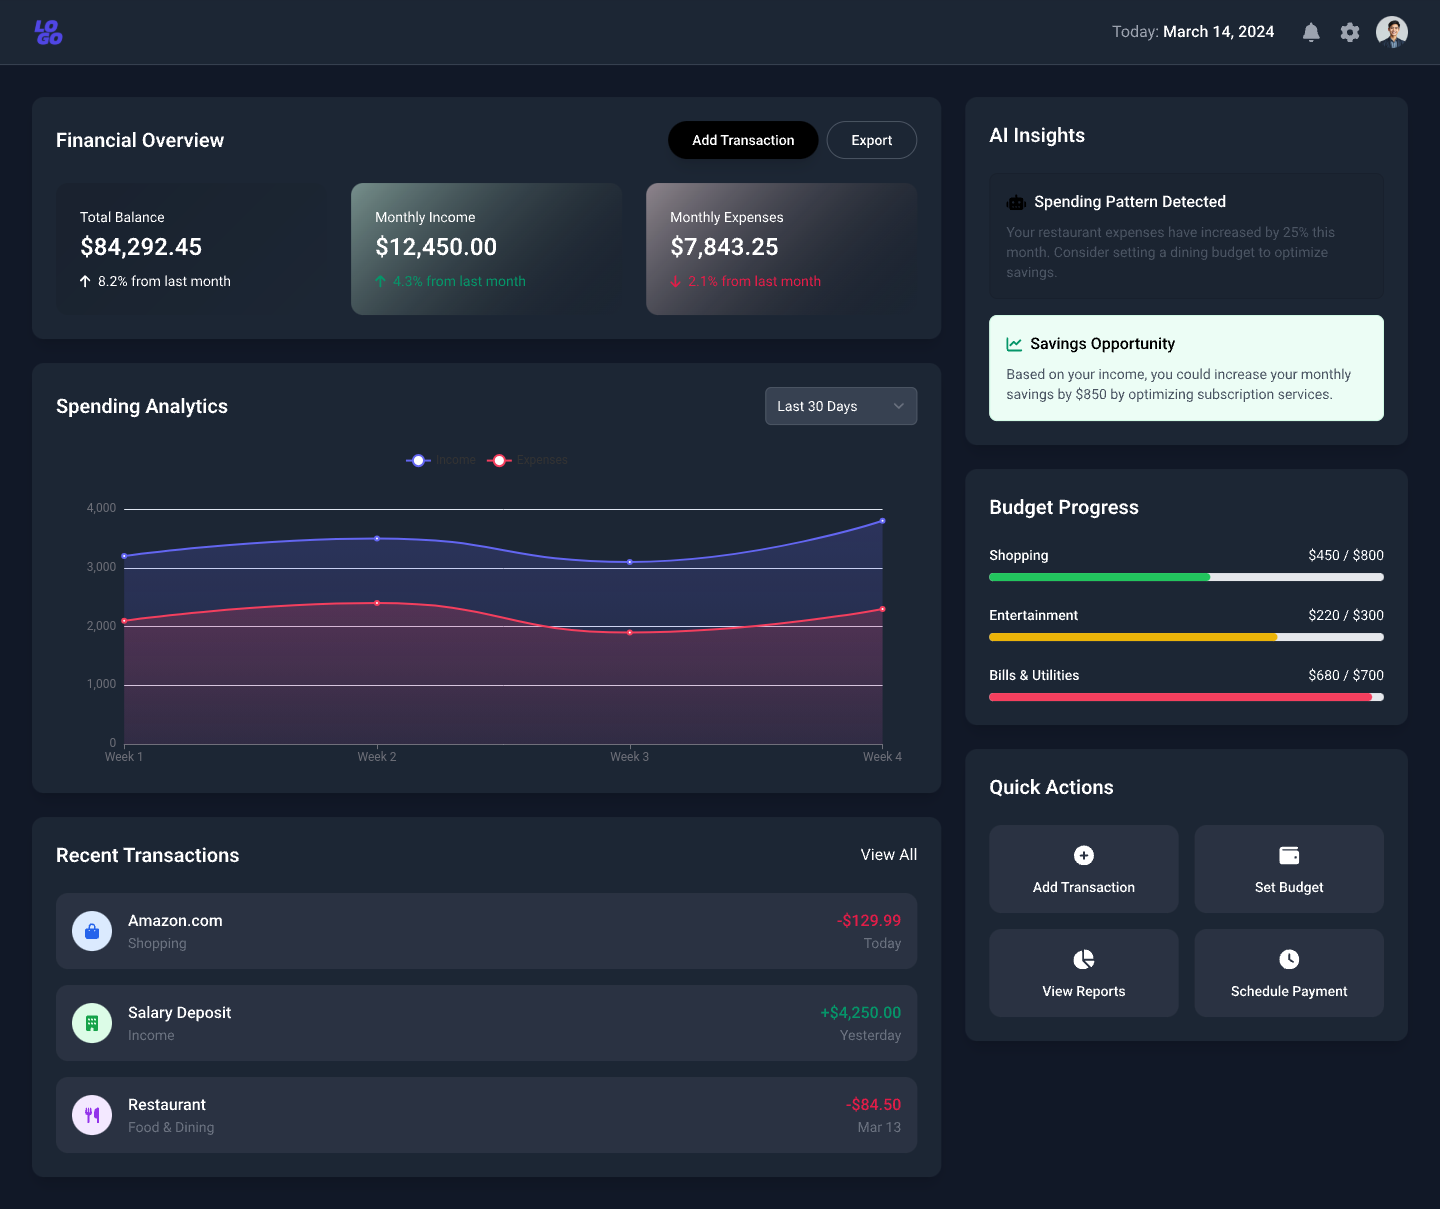 LO
GO
Today: March 14, 2024
Financial Overview
Add Transaction
Export
Total Balance
$84,292.45
8.2% from last month
Monthly Income
$12,450.00
4.3% from last month
Monthly Expenses
$7,843.25
2.1% from last month
Spending Analytics
Last 30 Days
Income
Expenses
4,000
3,000
2,000
1,000
0
Week 1
Week 2
Week 3
Week 4
Recent Transactions
View All
Amazon.com
-$129.99
Shopping
Today
Salary Deposit
+$4,250.00
Income
Yesterday
Restaurant
-$84.50
Food & Dining
Mar 13
AI Insights
Spending Pattern Detected
Your restaurant expenses have increased by 25% this
month. Consider setting a dining budget to optimize
savings.
Savings Opportunity
Based on your income, you could increase your monthly
savings by $850 by optimizing subscription services.
Budget Progress
Shopping
$450 / $800
Entertainment
$220 / $300
Bills & Utilities
$680 / $700
Quick Actions
Add Transaction
Set Budget
View Reports
Schedule Payment